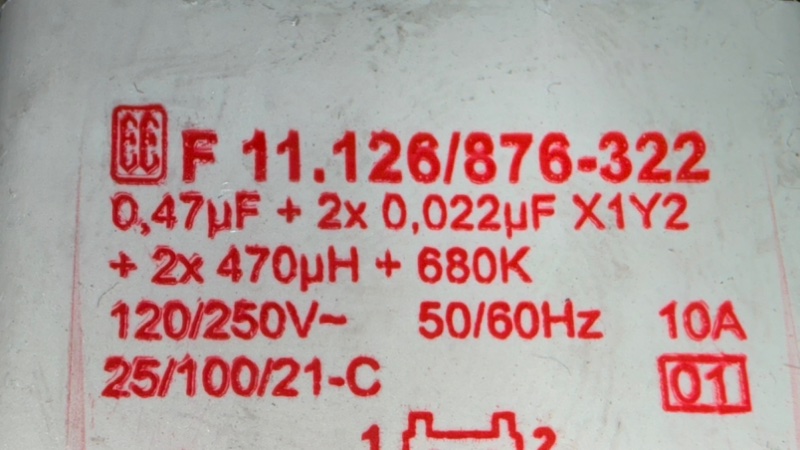 F 11.126/876-322
0,47µF + 2x 0,022µF X1Y2
+ 2x 470µH + 680K
120/250V~ 50/60Hz 10A
25/100/21-C 01
1 2